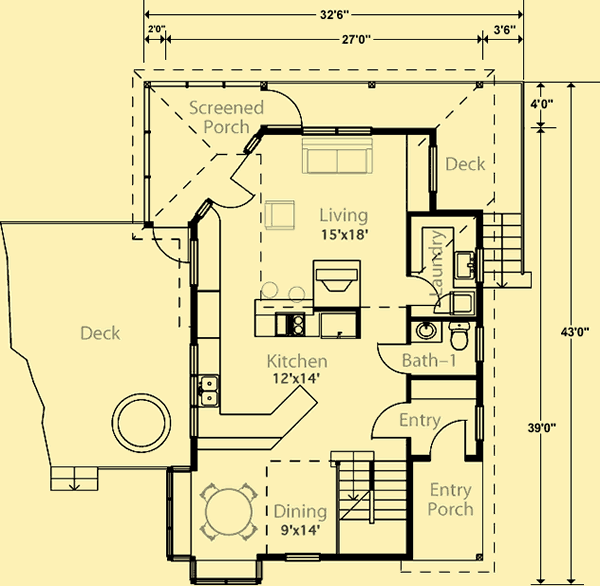 32'6"
2'0"
27'0"
3'6"
Screened
Porch
4'0"
Deck
Living
15'x18'
Laundry
Deck
43'0"
Kitchen
12'x14'
Bath-1
Entry
39'0"
Entry
Porch
Dining
9'x14'